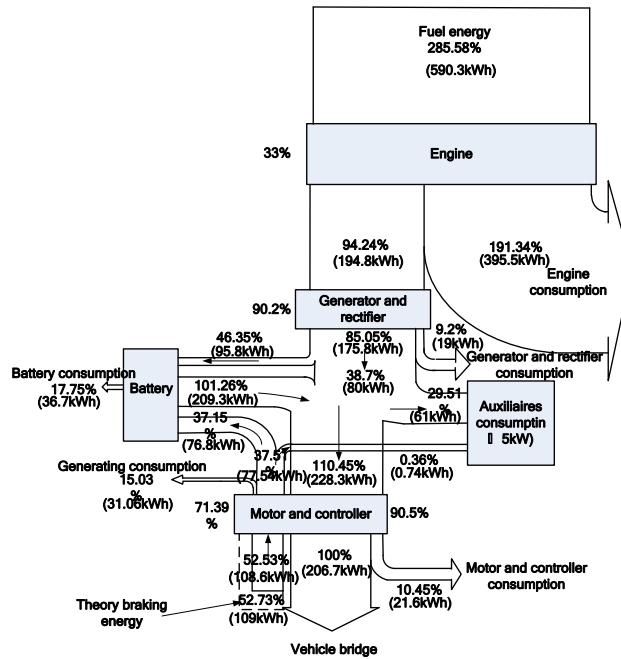 Fuel energy
285.58%
(590.3kWh)
33%
Engine
94.24%
(194.8kWh)
191.34%
(395.5kWh)
Engine
consumption
90.2%
Generator and
rectifier
46.35%
(95.8kWh)
85.05%
(175.8kWh)
9.2%
(19kWh)
Generator and rectifier
consumption
38.7%
(80kWh)
Battery consumption
17.75%
(36.7kWh)
Battery
101.26%
(209.3kWh)
29.51
%
(61kWh)
Auxiliaires
consumptin
5kW)
37.15
%
(76.8kWh)
37.51
%
(77.54kWh)
Generating consumption
15.03
%
(31.06kWh)
110.45%
(228.3kWh)
0.36%
(0.74kWh)
71.39
%
Motor and controller
90.5%
52.53%
(108.6kWh)
100%
(206.7kWh)
Motor and controller
consumption
10.45%
(21.6kWh)
Theory braking
energy
52.73%
(109kWh)
Vehicle bridge